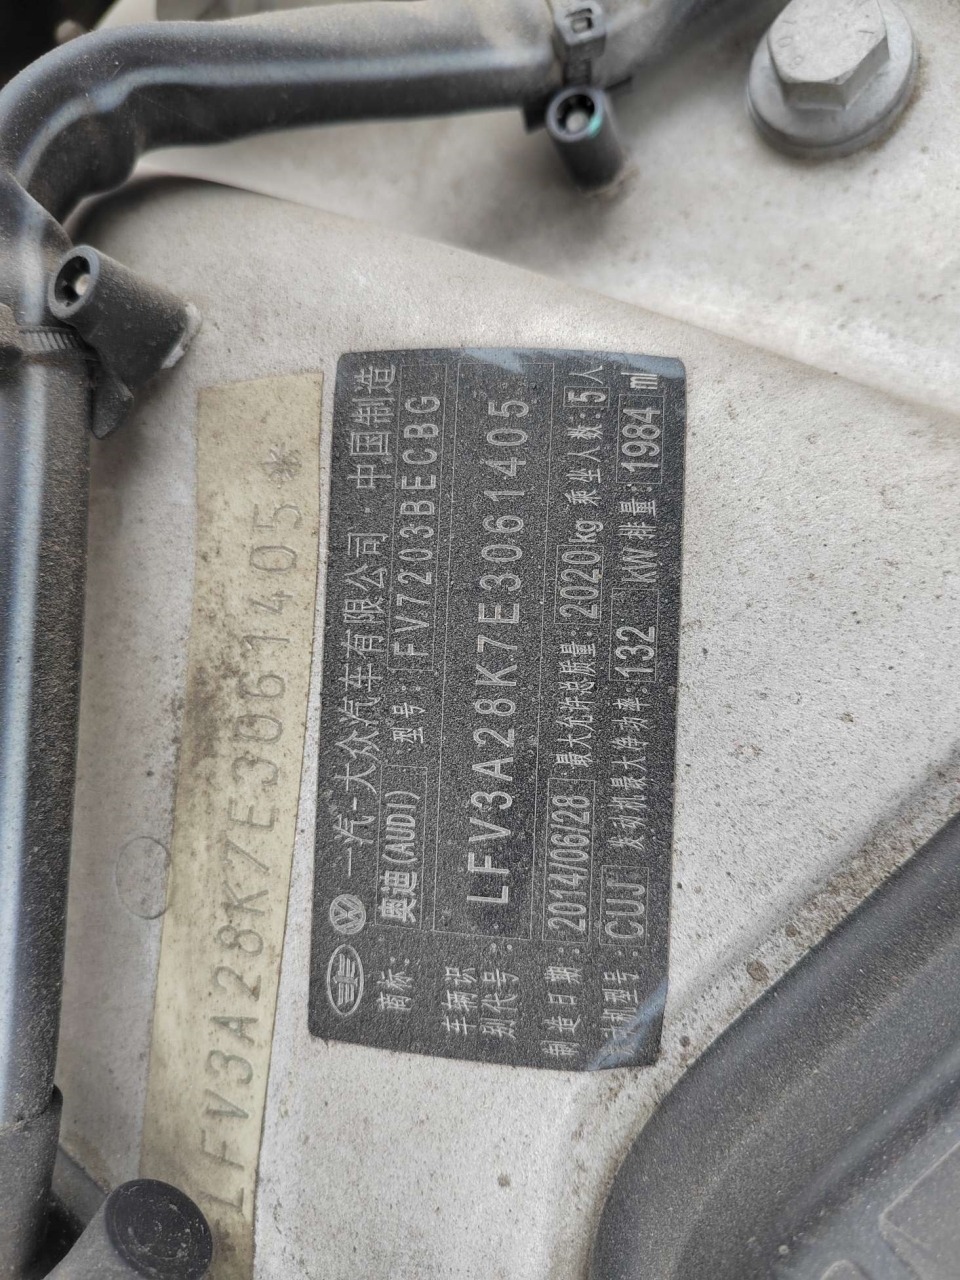 一汽-大众汽车有限公司·中国制造
商标: 奥迪(AUDI) 型号: FV7203BECBG
车辆识别代号: LFV3A28K7E3061405
制造日期: 2014/06/28 最大允许总质量: 2020kg 乘坐人数: 5人
发动机型号: CUJ 发动机最大净功率: 132 kW 排量: 1984 ml
LFV3A28K7E3061405*